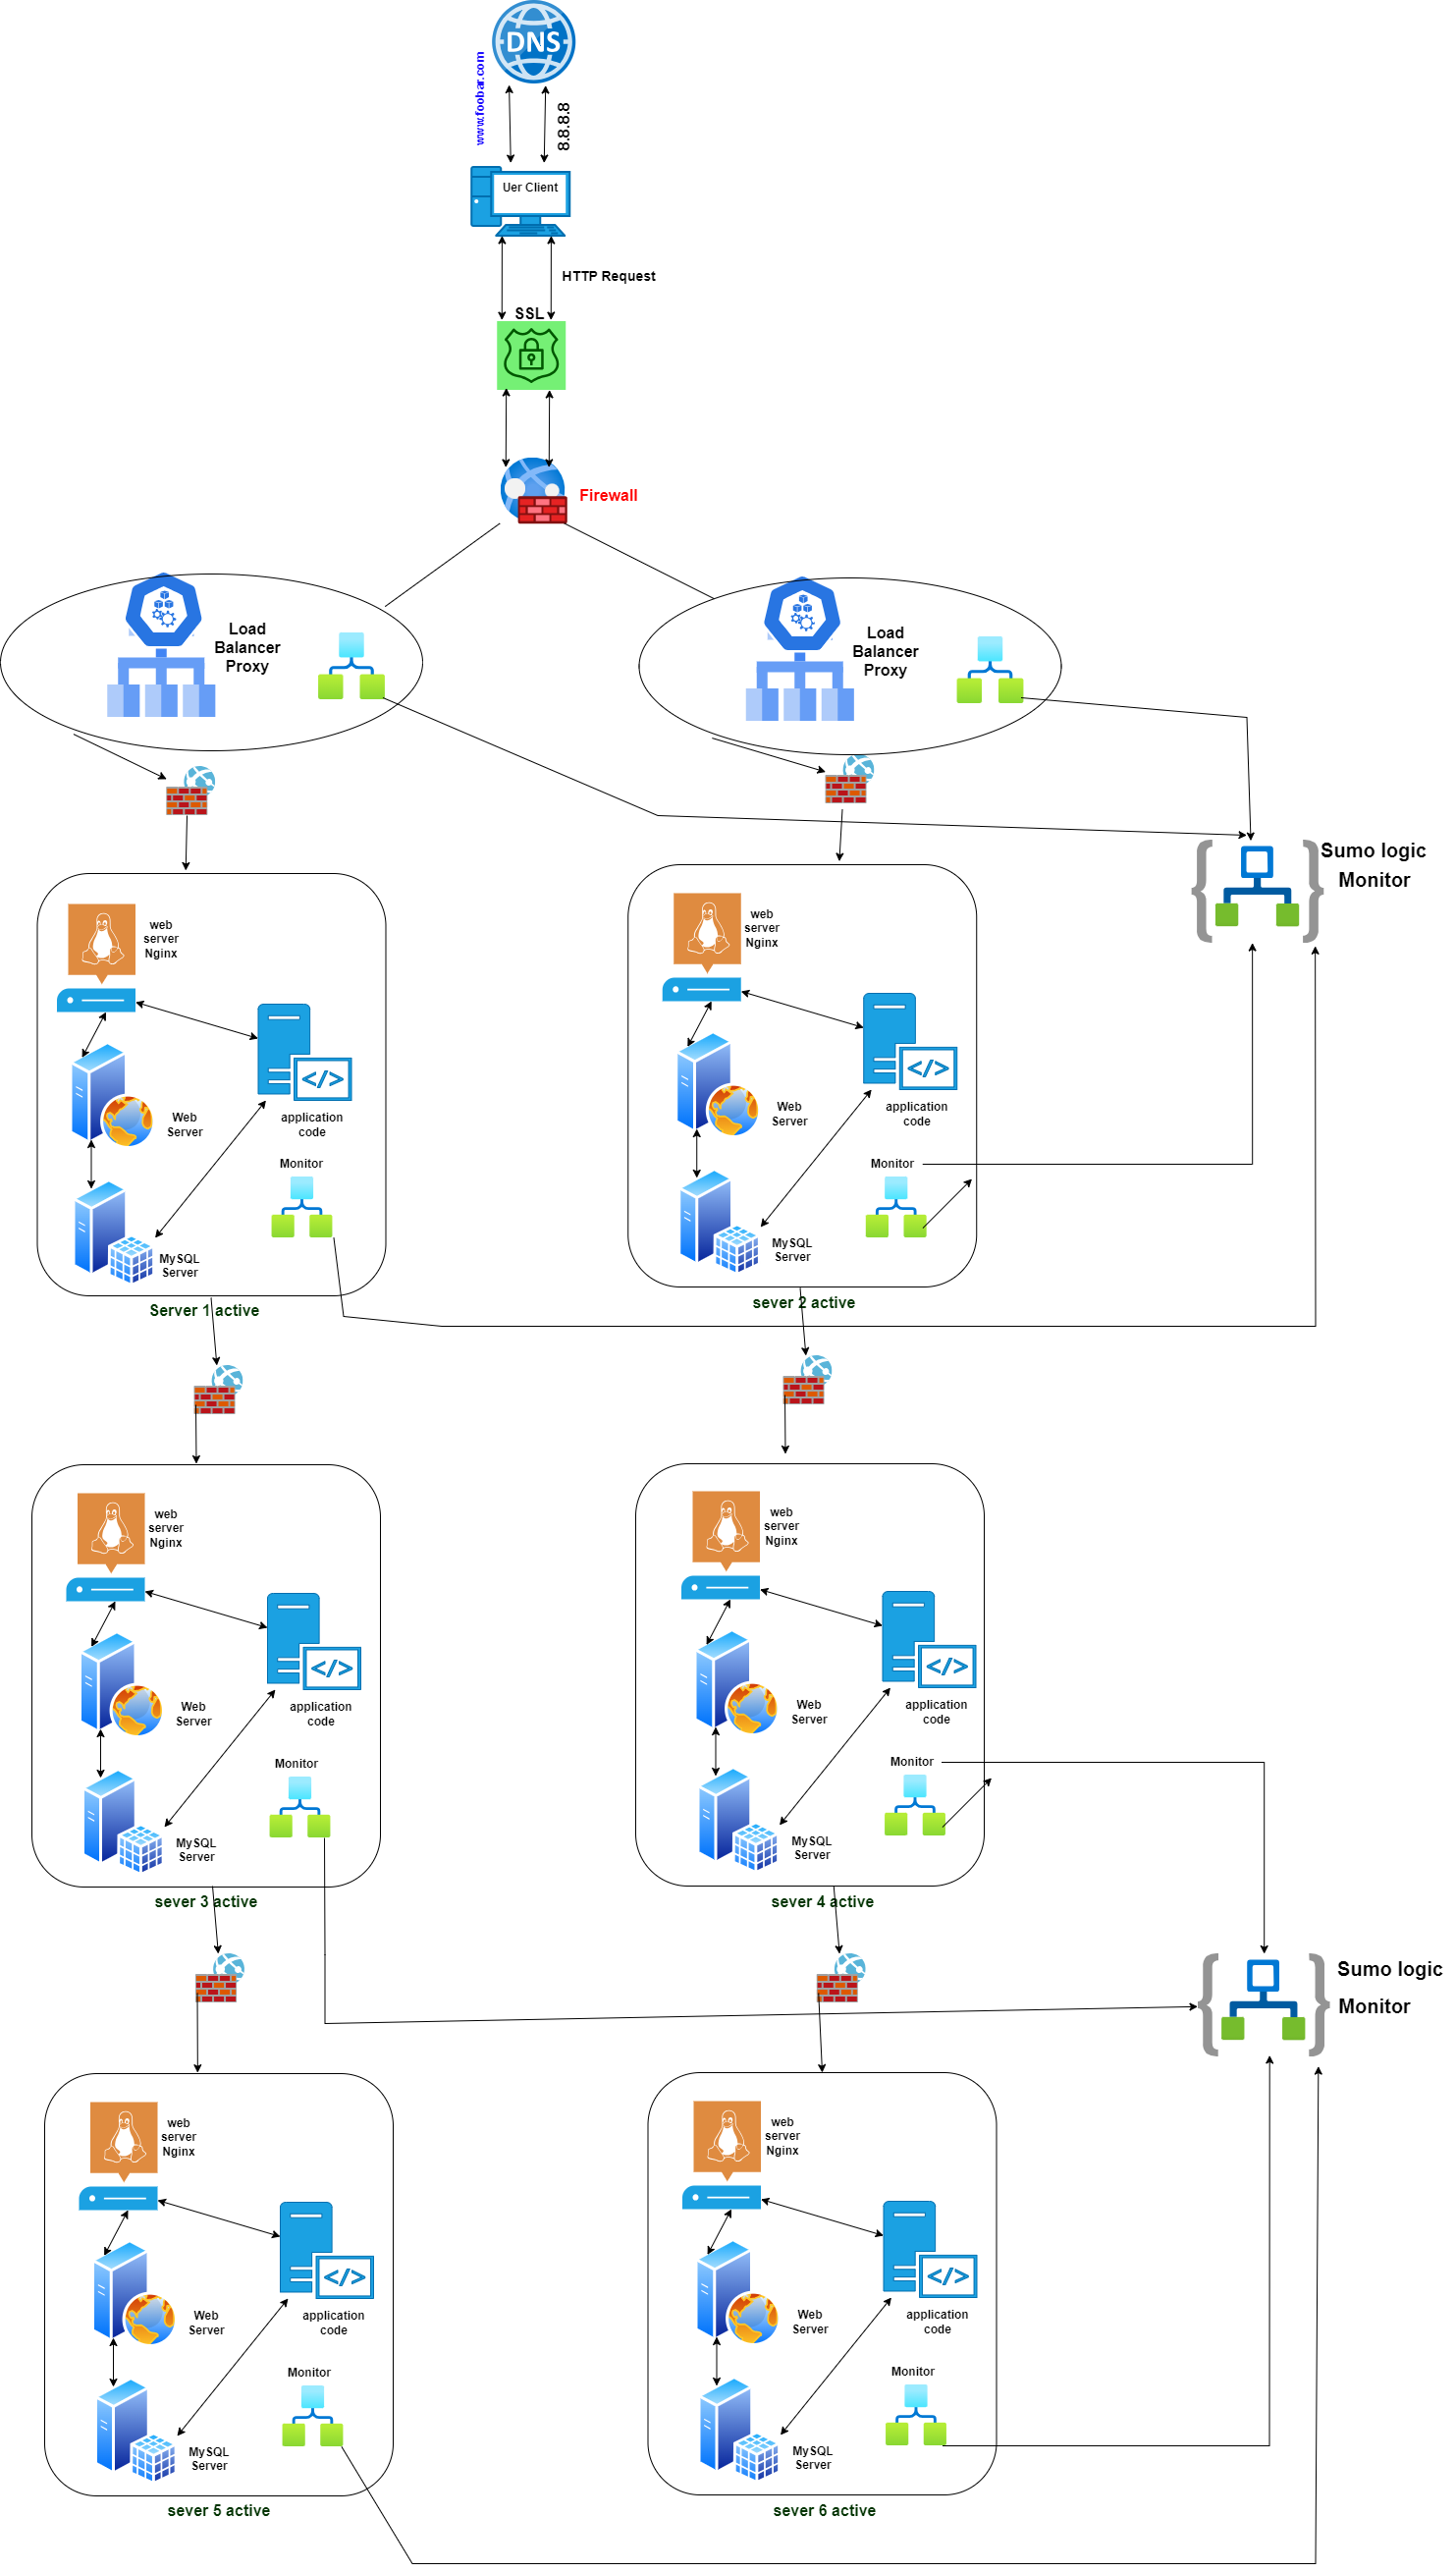 DNS
www.foobar.com
8.8.8.8
Uer Client
HTTP Request
SSL
Firewall
Load
Balancer
Proxy
Load
Balancer
Proxy
Sumo logic
Monitor
web
server
Nginx
</>
application
code
Web
Server
Monitor
MySQL
Server
Server 1 active
web
server
Nginx
</>
application
code
Web
Server
Monitor
MySQL
Server
sever 2 active
web
server
Nginx
</>
application
code
Web
Server
Monitor
MySQL
Server
sever 3 active
web
server
Nginx
</>
application
code
Web
Server
Monitor
MySQL
Server
sever 4 active
Sumo logic
Monitor
web
server
Nginx
</>
application
code
Web
Server
Monitor
MySQL
Server
sever 5 active
web
server
Nginx
</>
application
code
Web
Server
Monitor
MySQL
Server
sever 6 active